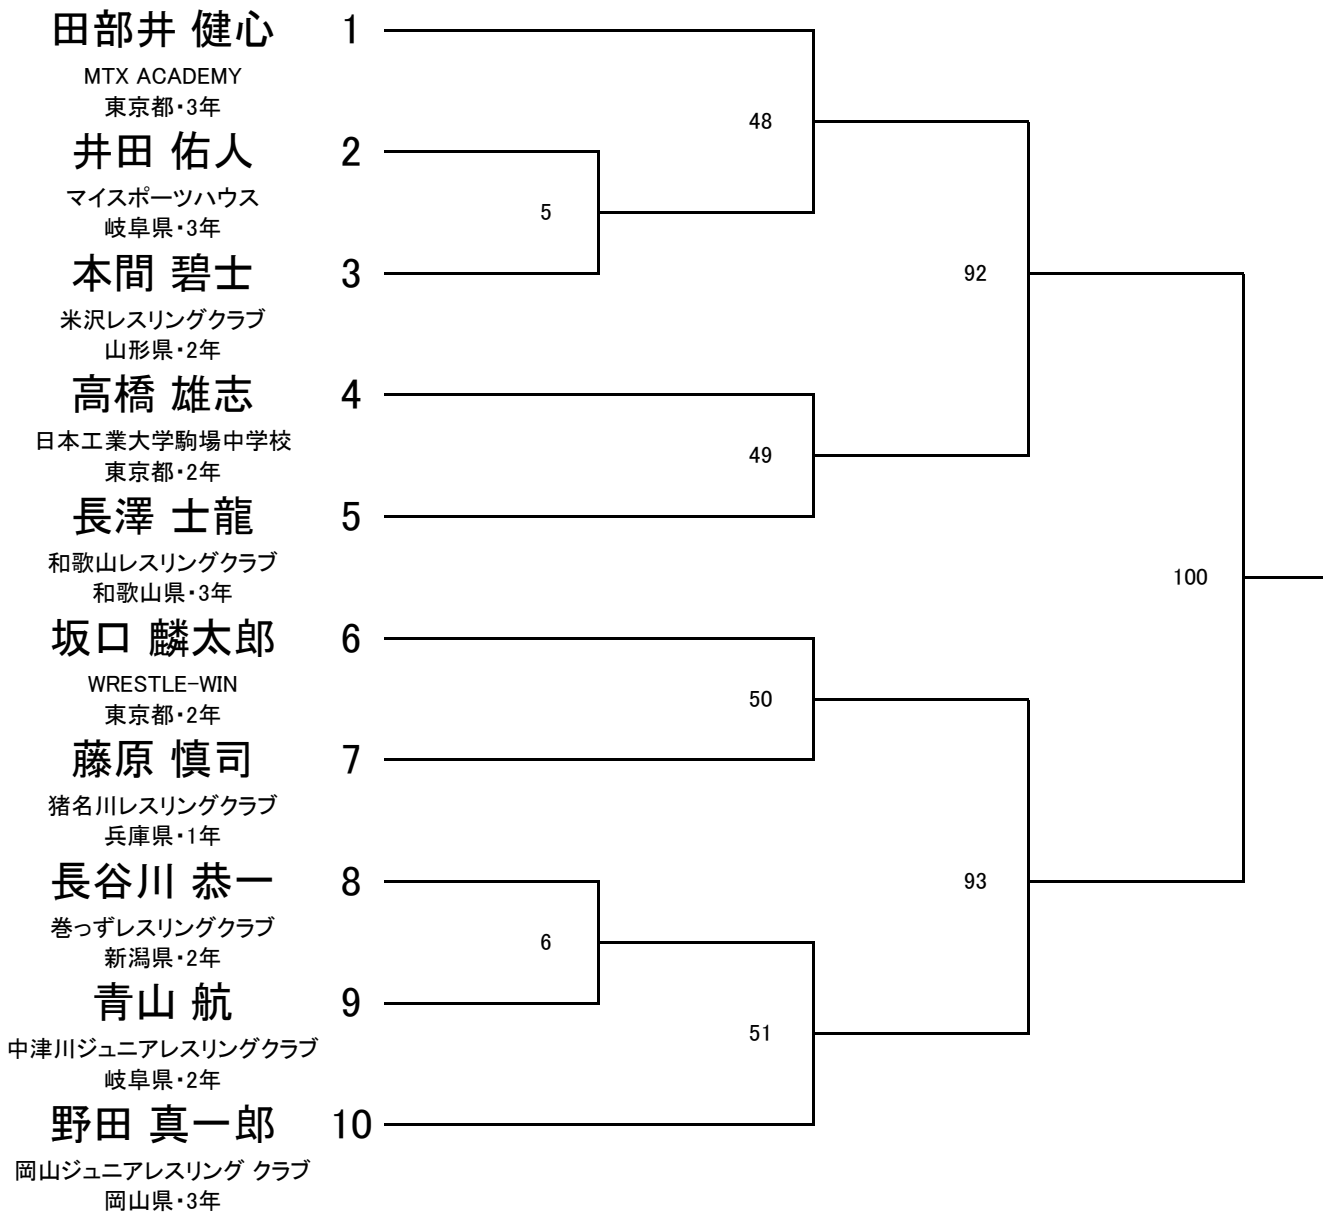 田部井 健心 1
MTX ACADEMY
東京都・3年
48
井田 佑人 2
マイスポーツハウス
岐阜県・3年
5
本間 碧士 3
92
米沢レスリングクラブ
山形県・2年
高橋 雄志 4
日本工業大学駒場中学校
東京都・2年
49
長澤 士龍 5
和歌山レスリングクラブ
和歌山県・3年
100
坂口 麟太郎 6
WRESTLE-WIN
東京都・2年
50
藤原 慎司 7
猪名川レスリングクラブ
兵庫県・1年
長谷川 恭一 8
93
巻っずレスリングクラブ
新潟県・2年
6
青山 航 9
中津川ジュニアレスリングクラブ
岐阜県・2年
51
野田 真一郎 10
岡山ジュニアレスリング クラブ
岡山県・3年